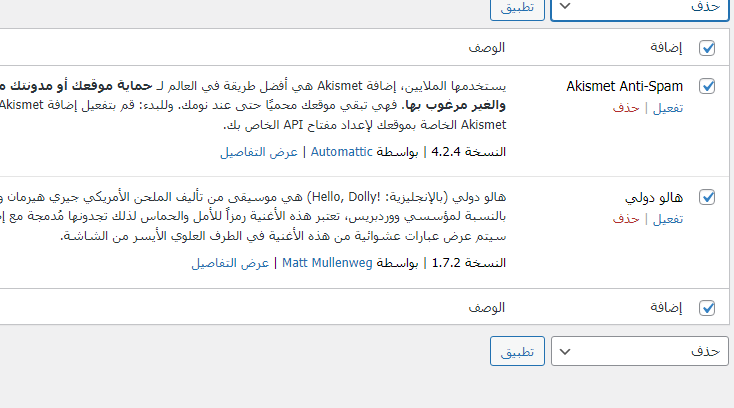 حذف
تطبيق
إضافة
الوصف
Akismet Anti-Spam
تفعيل | حذف
يستخدمها الملايين، إضافة Akismet هي أفضل طريقة في العالم لـ حماية موقعك أو مدونتك
والغير مرغوب بها. فهي تبقي موقعك محميًا حتى عند نومك. وللبدء: قم بتفعيل إضافة Akismet
Akismet الخاصة بموقعك لإعداد مفتاح API الخاص بك.
النسخة 4.2.4 | بواسطة Automattic | عرض التفاصيل
هالو دولي
تفعيل | حذف
هالو دولي (بالإنجليزية: Hello, Dolly!) هي موسيقى من تأليف الملحن الأمريكي جيري هيرمان و
بالنسبة لمؤسسي ووردبريس، تعتبر هذه الأغنية رمزاً للأمل والحماس لذلك تجدونها مُدمجة مع
سيتم عرض عبارات عشوائية من هذه الأغنية في الطرف العلوي الأيسر من الشاشة.
النسخة 1.7.2 | بواسطة Matt Mullenweg | عرض التفاصيل
إضافة
الوصف
حذف
تطبيق